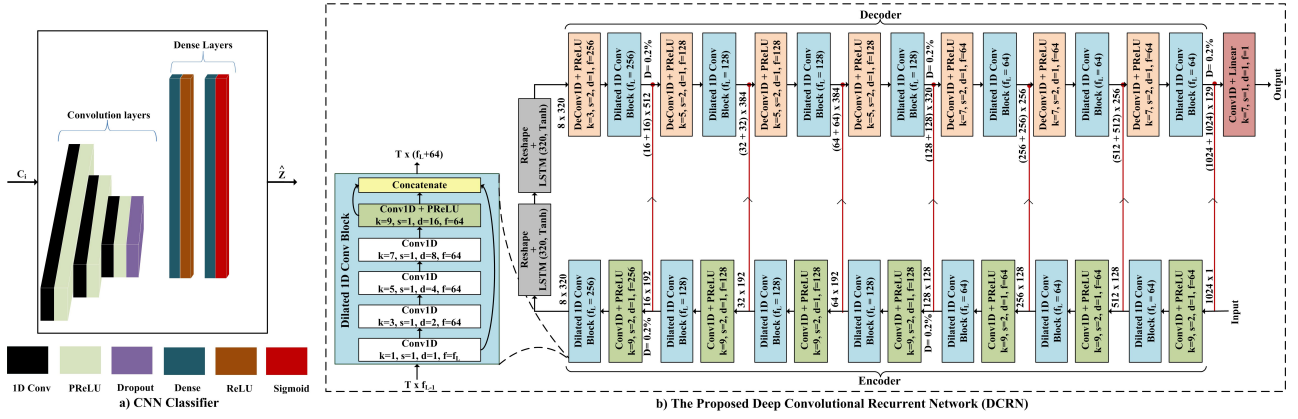 Dense Layers
Convolution layers
C_i
Ẑ
1D Conv
PReLU
Dropout
Dense
ReLU
Sigmoid
a) CNN Classifier
T x (f_L+64)
Concatenate
Conv1D + PReLU
k=9, s=1, d=16, f=64
Conv1D
k=7, s=1, d=8, f=64
Conv1D
k=5, s=1, d=4, f=64
Conv1D
k=3, s=1, d=2, f=64
Conv1D
k=1, s=1, d=1, f=f_L
T x f_L-1
Dilated 1D Conv Block
Decoder
8 x 320
DeConv1D + PReLU
k=3, s=2, d=1, f=256
Dilated 1D Conv
Block (f_L = 256)
(16 + 16) x 512
D= 0.2%
DeConv1D + PReLU
k=5, s=2, d=1, f=128
Dilated 1D Conv
Block (f_L = 128)
(32 + 32) x 384
DeConv1D + PReLU
k=5, s=2, d=1, f=128
Dilated 1D Conv
Block (f_L = 128)
(64 + 64) x 384
DeConv1D + PReLU
k=5, s=2, d=1, f=128
Dilated 1D Conv
Block (f_L = 128)
(128 + 128) x 320
D= 0.2%
DeConv1D + PReLU
k=7, s=2, d=1, f=64
Dilated 1D Conv
Block (f_L = 64)
(256 + 256) x 256
DeConv1D + PReLU
k=7, s=2, d=1, f=64
Dilated 1D Conv
Block (f_L = 64)
(512 + 512) x 256
DeConv1D + PReLU
k=7, s=2, d=1, f=64
Dilated 1D Conv
Block (f_L = 64)
(1024 + 1024) x 129
D= 0.2%
Conv1D + Linear
k=7, s=1, d=1, f=1
Output
Reshape
+
LSTM (320, Tanh)
Reshape
+
LSTM (320, Tanh)
8 x 320
Dilated 1D Conv
Block (f_L = 256)
Conv1D + PReLU
k=9, s=2, d=1, f=256
D= 0.2%
16 x 192
Dilated 1D Conv
Block (f_L = 128)
Conv1D + PReLU
k=9, s=2, d=1, f=128
32 x 192
Dilated 1D Conv
Block (f_L = 128)
Conv1D + PReLU
k=9, s=2, d=1, f=128
64 x 192
Dilated 1D Conv
Block (f_L = 128)
Conv1D + PReLU
k=9, s=2, d=1, f=128
D= 0.2%
128 x 128
Dilated 1D Conv
Block (f_L = 64)
Conv1D + PReLU
k=9, s=2, d=1, f=64
256 x 128
Dilated 1D Conv
Block (f_L = 64)
Conv1D + PReLU
k=9, s=2, d=1, f=64
512 x 128
Dilated 1D Conv
Block (f_L = 64)
Conv1D + PReLU
k=9, s=2, d=1, f=64
1024 x 1
Input
Encoder
b) The Proposed Deep Convolutional Recurrent Network (DCRN)